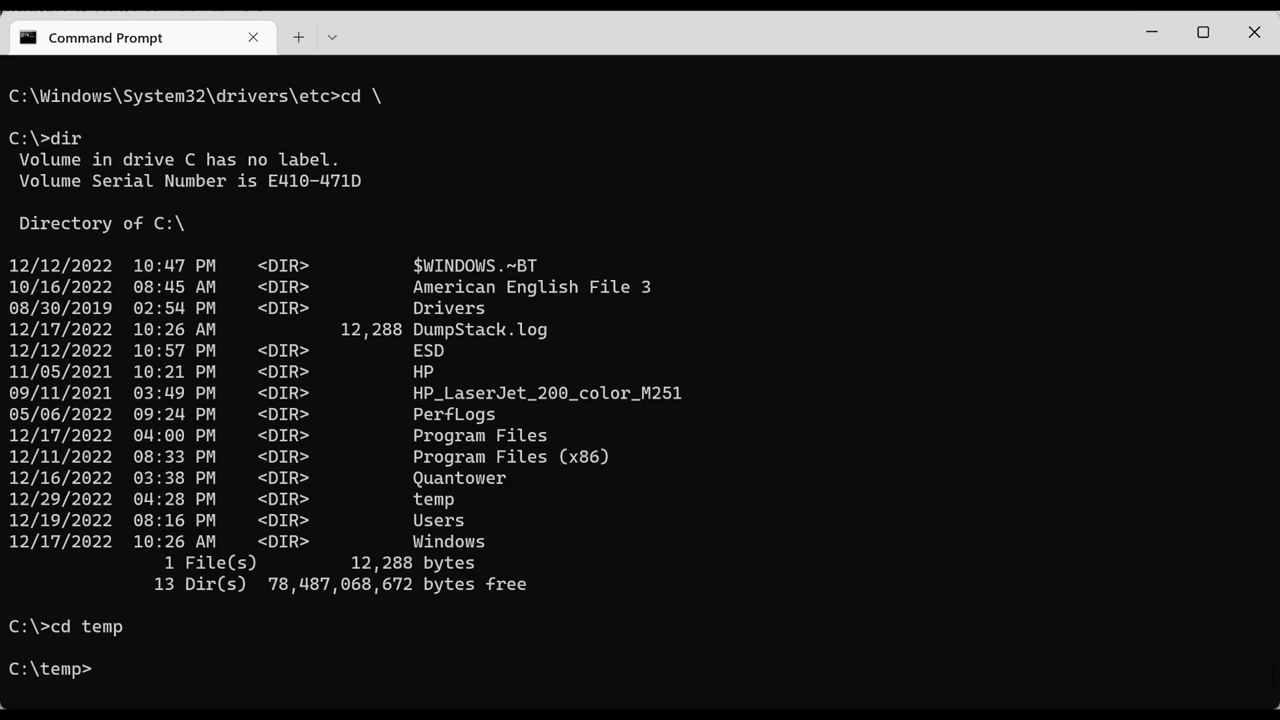 Command Prompt
C:\Windows\System32\drivers\etc>cd \
C:\>dir
 Volume in drive C has no label.
 Volume Serial Number is E410-471D
 Directory of C:\
12/12/2022  10:47 PM    <DIR>          $WINDOWS.~BT
10/16/2022  08:45 AM    <DIR>          American English File 3
08/30/2019  02:54 PM    <DIR>          Drivers
12/17/2022  10:26 AM            12,288 DumpStack.log
12/12/2022  10:57 PM    <DIR>          ESD
11/05/2021  10:21 PM    <DIR>          HP
09/11/2021  03:49 PM    <DIR>          HP_LaserJet_200_color_M251
05/06/2022  09:24 PM    <DIR>          PerfLogs
12/17/2022  04:00 PM    <DIR>          Program Files
12/11/2022  08:33 PM    <DIR>          Program Files (x86)
12/16/2022  03:38 PM    <DIR>          Quantower
12/29/2022  04:28 PM    <DIR>          temp
12/19/2022  08:16 PM    <DIR>          Users
12/17/2022  10:26 AM    <DIR>          Windows
               1 File(s)         12,288 bytes
              13 Dir(s)  78,487,068,672 bytes free
C:\>cd temp
C:\temp>